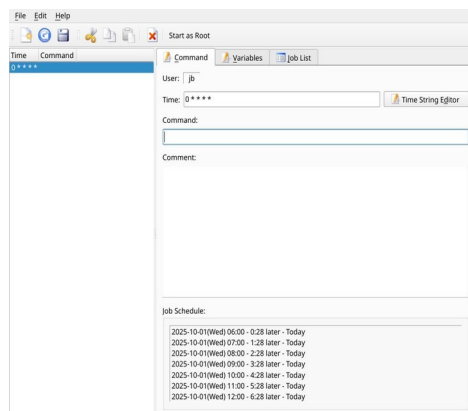 File Edit Help
Start as Root
Time Command
0 * * * *
Command Variables Job List
User: jb
Time: 0 * * * * Time String Editor
Command:
Comment:
Job Schedule:
2025-10-01(Wed) 06:00 - 0:28 later - Today
2025-10-01(Wed) 07:00 - 1:28 later - Today
2025-10-01(Wed) 08:00 - 2:28 later - Today
2025-10-01(Wed) 09:00 - 3:28 later - Today
2025-10-01(Wed) 10:00 - 4:28 later - Today
2025-10-01(Wed) 11:00 - 5:28 later - Today
2025-10-01(Wed) 12:00 - 6:28 later - Today